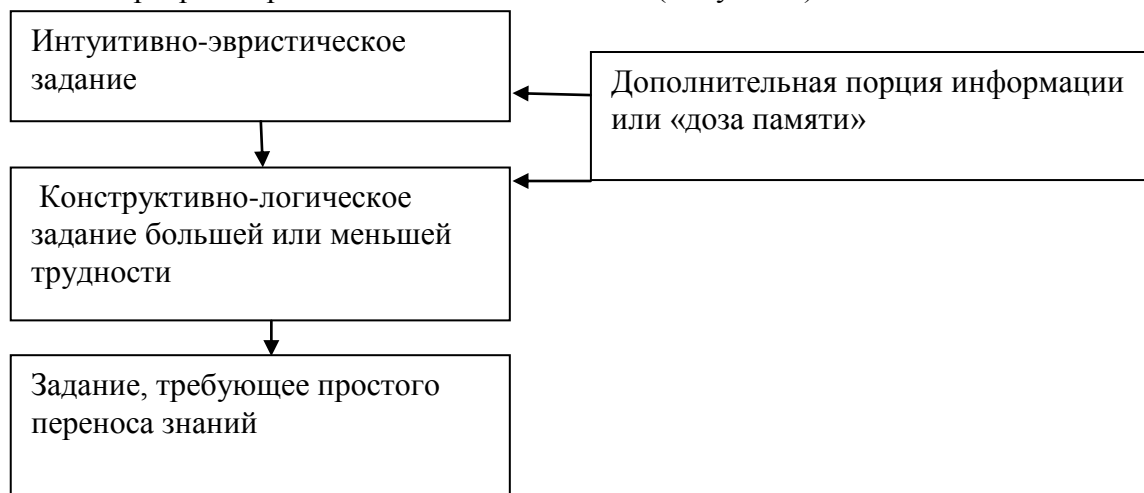 Интуитивно-эвристическое
задание
Дополнительная порция информации
или «доза памяти»
Конструктивно-логическое
задание большей или меньшей
трудности
Задание, требующее простого
переноса знаний